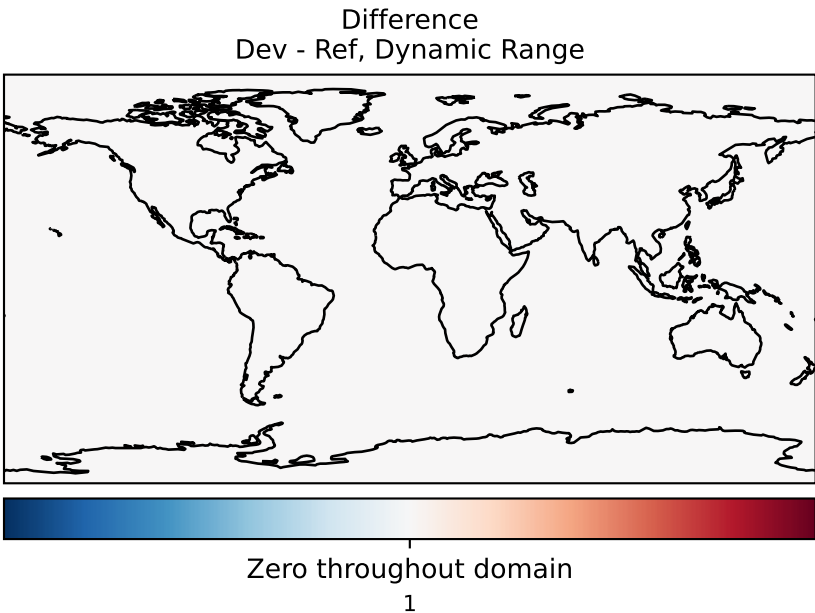 Difference
Dev - Ref, Dynamic Range
Zero throughout domain
1